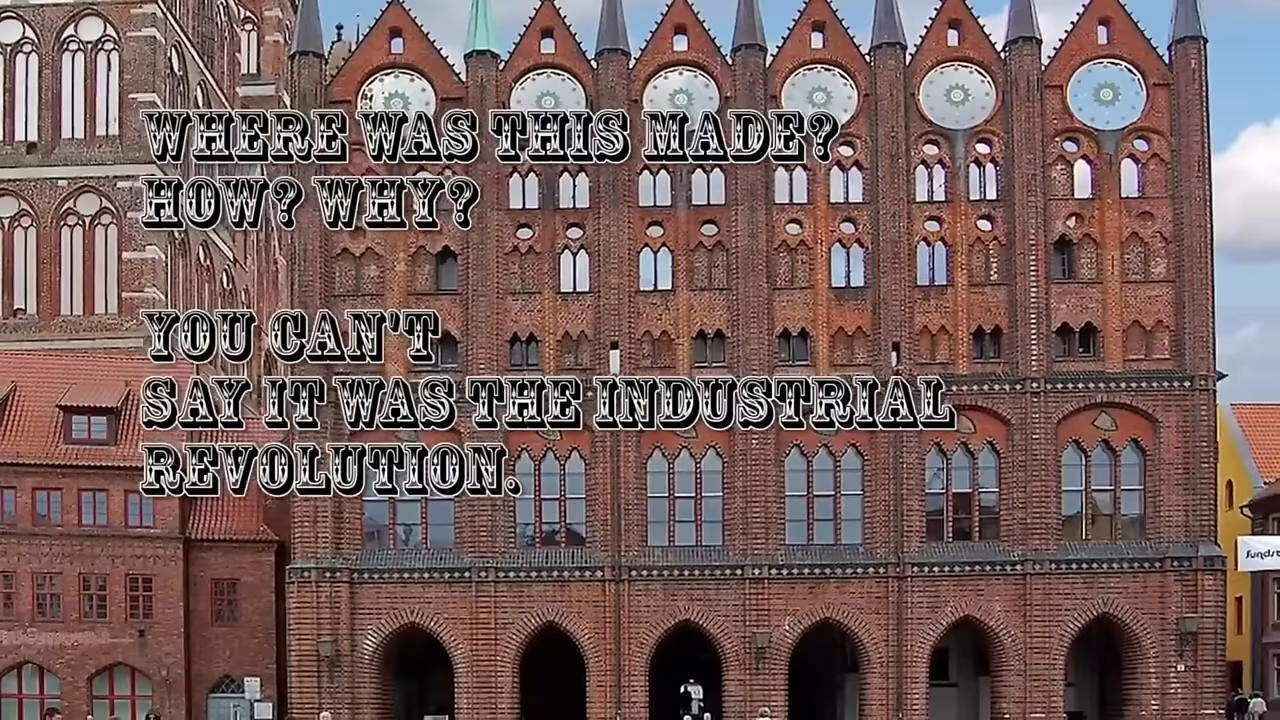 WHERE WAS THIS MADE?
HOW? WHY?
YOU CAN'T
SAY IT WAS THE INDUSTRIAL
REVOLUTION.